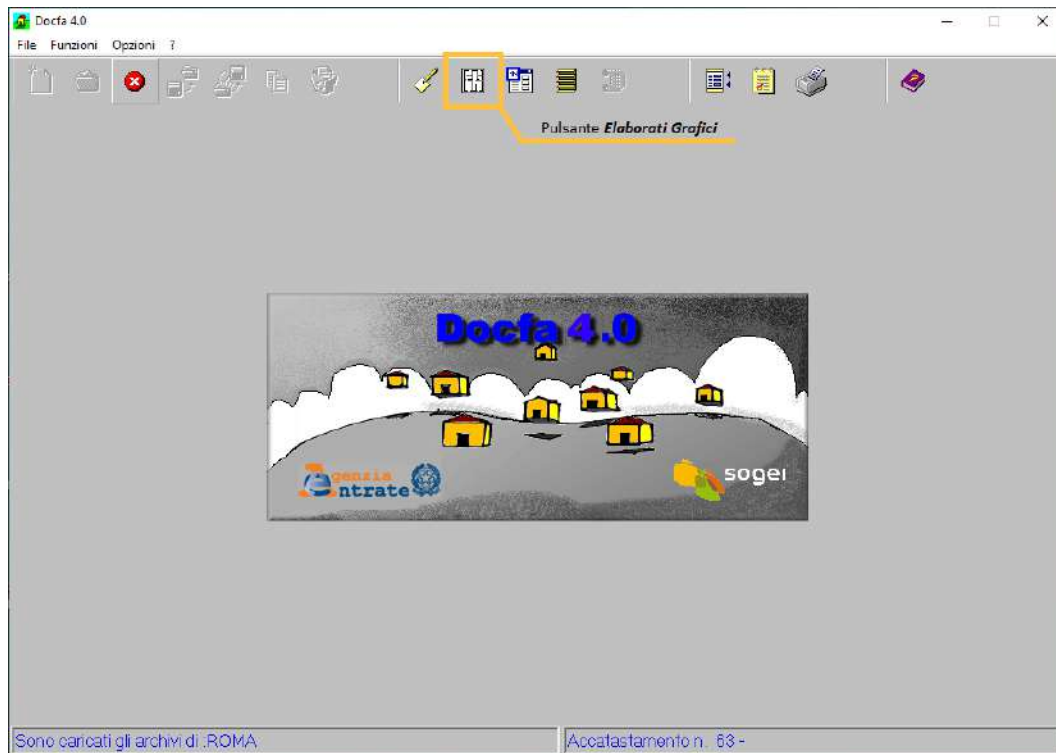 Docfa 4.0
File Funzioni Opzioni ?
Pulsante Elaborati Grafici
Docfa 4.0
genzia
ntrate
sogei
Sono caricati gli archivi di :ROMA
Accatastamento n. 63 -